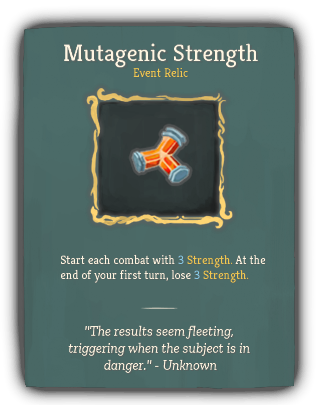 Mutagenic Strength
Event Relic
Start each combat with 3 Strength. At the
end of your first turn, lose 3 Strength.
"The results seem fleeting,
triggering when the subject is in
danger." - Unknown